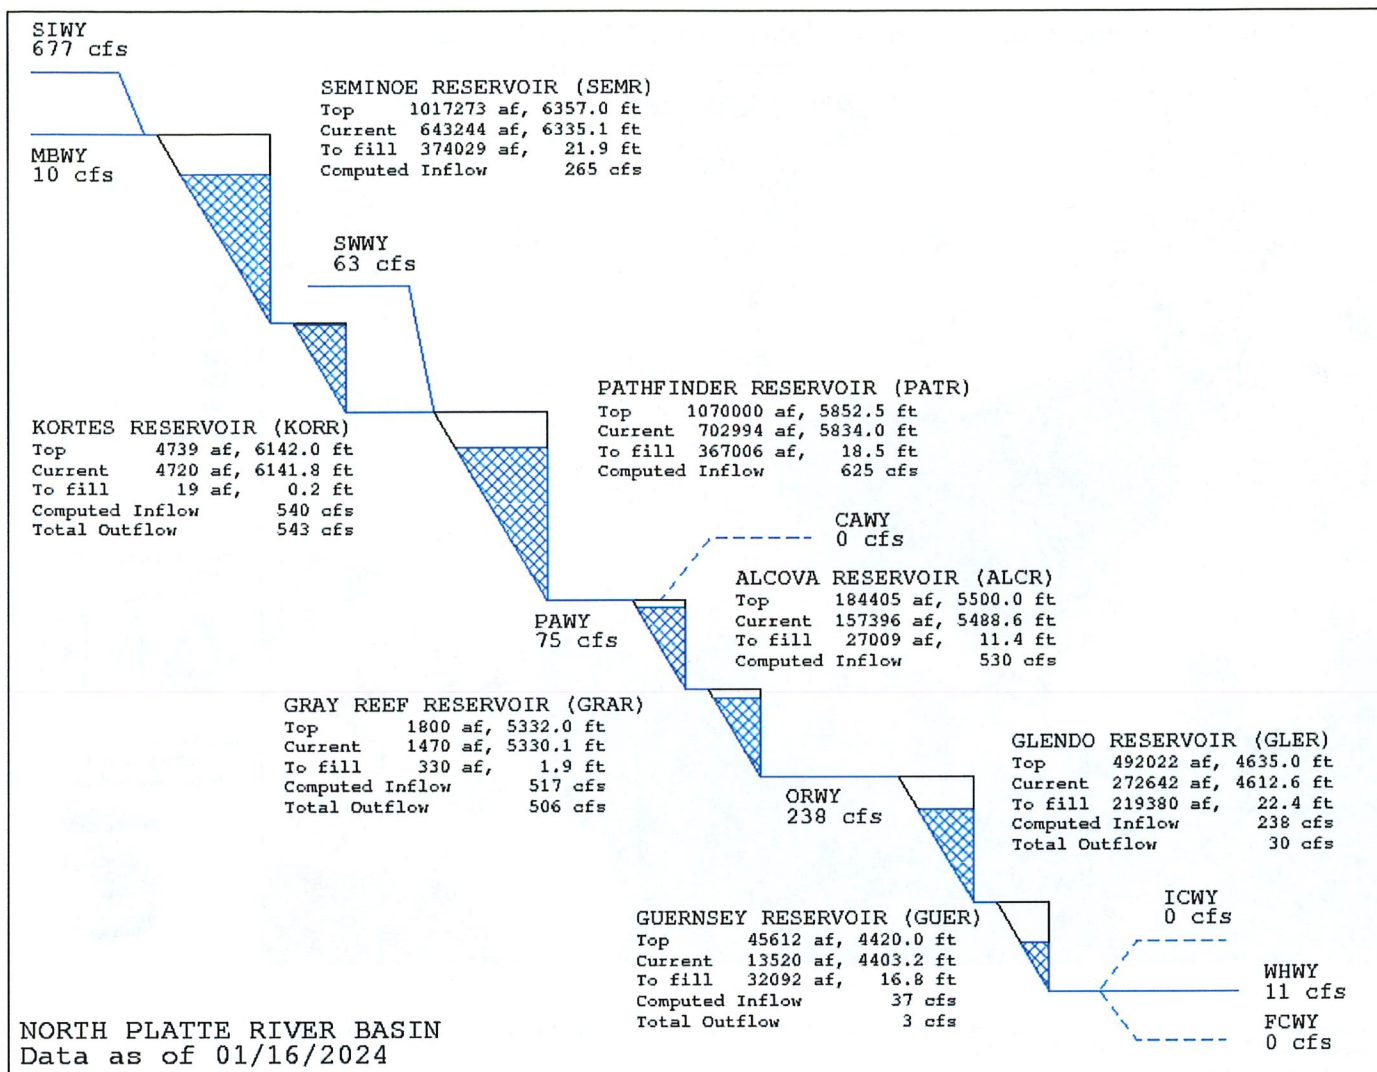 SIWY
677 cfs
SEMINOE RESERVOIR (SEMR)
Top 1017273 af, 6357.0 ft
Current 643244 af, 6335.1 ft
To fill 374029 af, 21.9 ft
Computed Inflow 265 cfs
MBWY
10 cfs
SWWY
63 cfs
KORTES RESERVOIR (KORR)
Top 4739 af, 6142.0 ft
Current 4720 af, 6141.8 ft
To fill 19 af, 0.2 ft
Computed Inflow 540 cfs
Total Outflow 543 cfs
PATHFINDER RESERVOIR (PATR)
Top 1070000 af, 5852.5 ft
Current 702994 af, 5834.0 ft
To fill 367006 af, 18.5 ft
Computed Inflow 625 cfs
CAWY
0 cfs
PAWY
75 cfs
ALCOVA RESERVOIR (ALCR)
Top 184405 af, 5500.0 ft
Current 157396 af, 5488.6 ft
To fill 27009 af, 11.4 ft
Computed Inflow 530 cfs
GRAY REEF RESERVOIR (GRAR)
Top 1800 af, 5332.0 ft
Current 1470 af, 5330.1 ft
To fill 330 af, 1.9 ft
Computed Inflow 517 cfs
Total Outflow 506 cfs
ORWY
238 cfs
GLENDO RESERVOIR (GLER)
Top 492022 af, 4635.0 ft
Current 272642 af, 4612.6 ft
To fill 219380 af, 22.4 ft
Computed Inflow 238 cfs
Total Outflow 30 cfs
GUERNSEY RESERVOIR (GUER)
Top 45612 af, 4420.0 ft
Current 13520 af, 4403.2 ft
To fill 32092 af, 16.8 ft
Computed Inflow 37 cfs
Total Outflow 3 cfs
ICWY
0 cfs
WHWY
11 cfs
FCWY
0 cfs
NORTH PLATTE RIVER BASIN
Data as of 01/16/2024